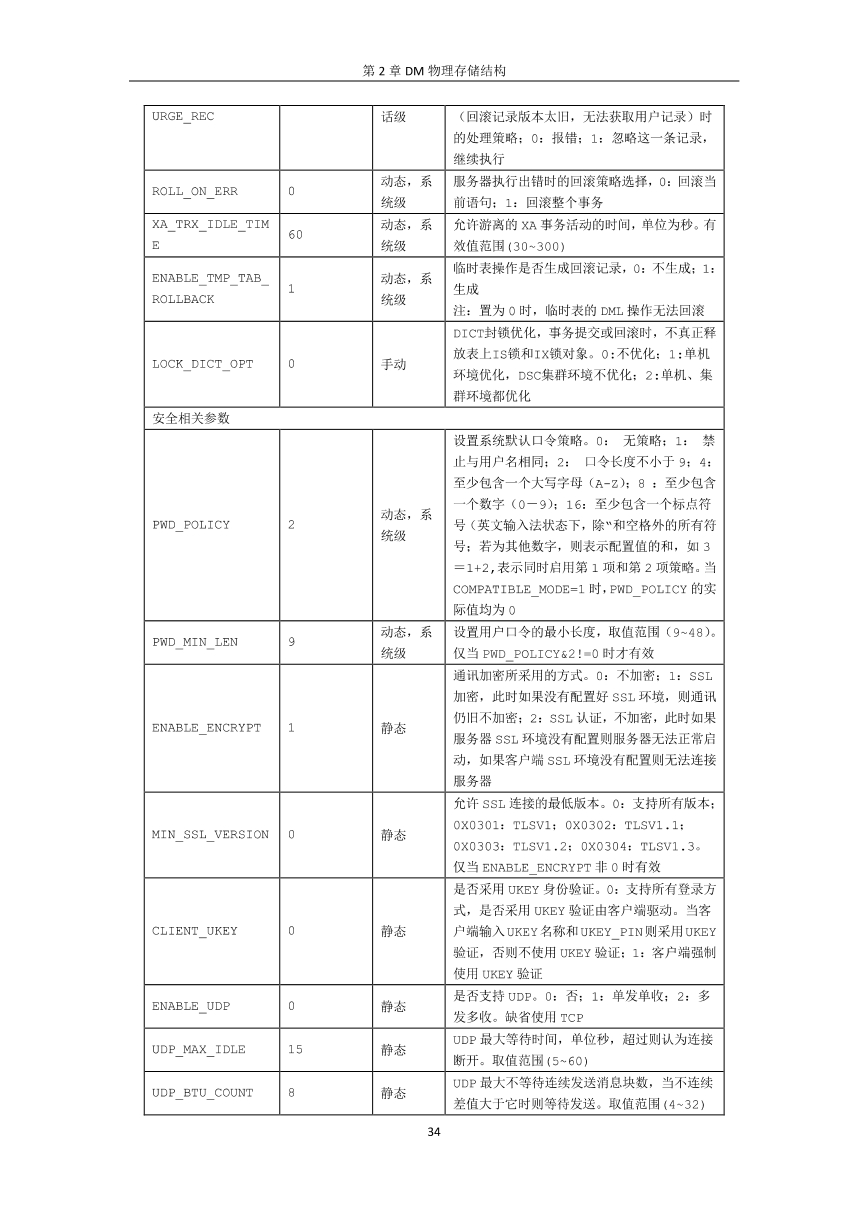 第 2 章 DM 物理存储结构
URGE_REC
话级
（回滚记录版本太旧，无法获取用户记录）时
的处理策略；0：报错；1：忽略这一条记录，
继续执行
ROLL_ON_ERR
0
动态，系
统级
服务器执行出错时的回滚策略选择，0：回滚当
前语句；1：回滚整个事务
XA_TRX_IDLE_TIM
E
60
动态，系
统级
允许游离的 XA 事务活动的时间，单位为秒。有
效值范围(30~300)
ENABLE_TMP_TAB_
ROLLBACK
1
动态，系
统级
临时表操作是否生成回滚记录，0：不生成；1：
生成
注：置为 0 时，临时表的 DML 操作无法回滚
LOCK_DICT_OPT
0
手动
DICT封锁优化，事务提交或回滚时，不真正释
放表上IS锁和IX锁对象。0:不优化；1:单机
环境优化，DSC集群环境不优化；2:单机、集
群环境都优化
安全相关参数
PWD_POLICY
2
动态，系
统级
设置系统默认口令策略。0： 无策略；1： 禁
止与用户名相同；2： 口令长度不小于 9；4：
至少包含一个大写字母（A-Z）；8 ：至少包含
一个数字（0－9）；16：至少包含一个标点符
号（英文输入法状态下，除“和空格外的所有符
号；若为其他数字，则表示配置值的和，如 3
＝1+2,表示同时启用第 1 项和第 2 项策略。当
COMPATIBLE_MODE=1 时，PWD_POLICY 的实
际值均为 0
PWD_MIN_LEN
9
动态，系
统级
设置用户口令的最小长度，取值范围（9~48）。
仅当 PWD_POLICY&2!=0 时才有效
ENABLE_ENCRYPT
1
静态
通讯加密所采用的方式。0：不加密；1：SSL
加密，此时如果没有配置好 SSL 环境，则通讯
仍旧不加密；2：SSL 认证，不加密，此时如果
服务器 SSL 环境没有配置则服务器无法正常启
动，如果客户端 SSL 环境没有配置则无法连接
服务器
MIN_SSL_VERSION
0
静态
允许 SSL 连接的最低版本。0：支持所有版本；
0X0301：TLSV1；0X0302：TLSV1.1；
0X0303：TLSV1.2；0X0304：TLSV1.3。
仅当 ENABLE_ENCRYPT 非 0 时有效
CLIENT_UKEY
0
静态
是否采用 UKEY 身份验证。0：支持所有登录方
式，是否采用 UKEY 验证由客户端驱动。当客
户端输入 UKEY 名称和 UKEY_PIN 则采用 UKEY
验证，否则不使用 UKEY 验证；1：客户端强制
使用 UKEY 验证
ENABLE_UDP
0
静态
是否支持 UDP。0：否；1：单发单收；2：多
发多收。缺省使用 TCP
UDP_MAX_IDLE
15
静态
UDP 最大等待时间，单位秒，超过则认为连接
断开。取值范围(5~60)
UDP_BTU_COUNT
8
静态
UDP 最大不等待连续发送消息块数，当不连续
差值大于它时则等待发送。取值范围(4~32)
34